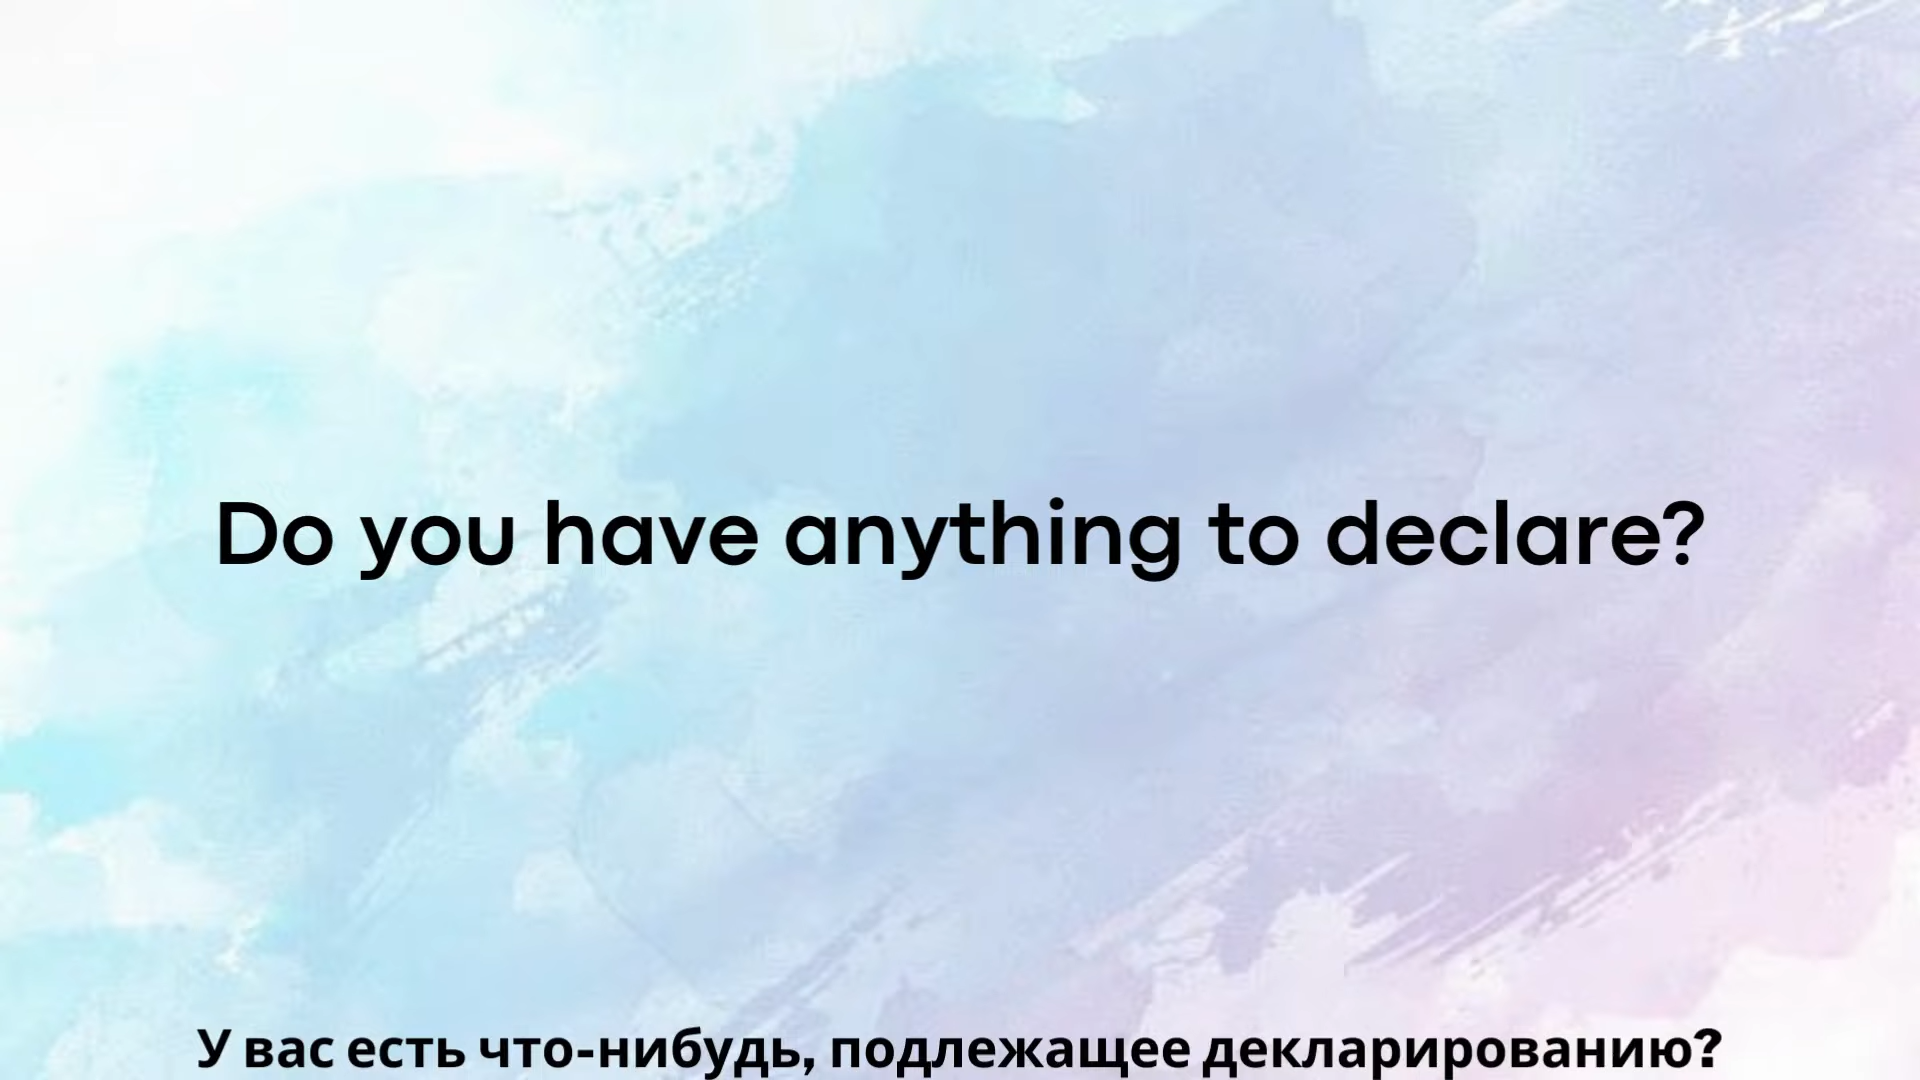 Do you have anything to declare?
У вас есть что-нибудь, подлежащее декларированию?